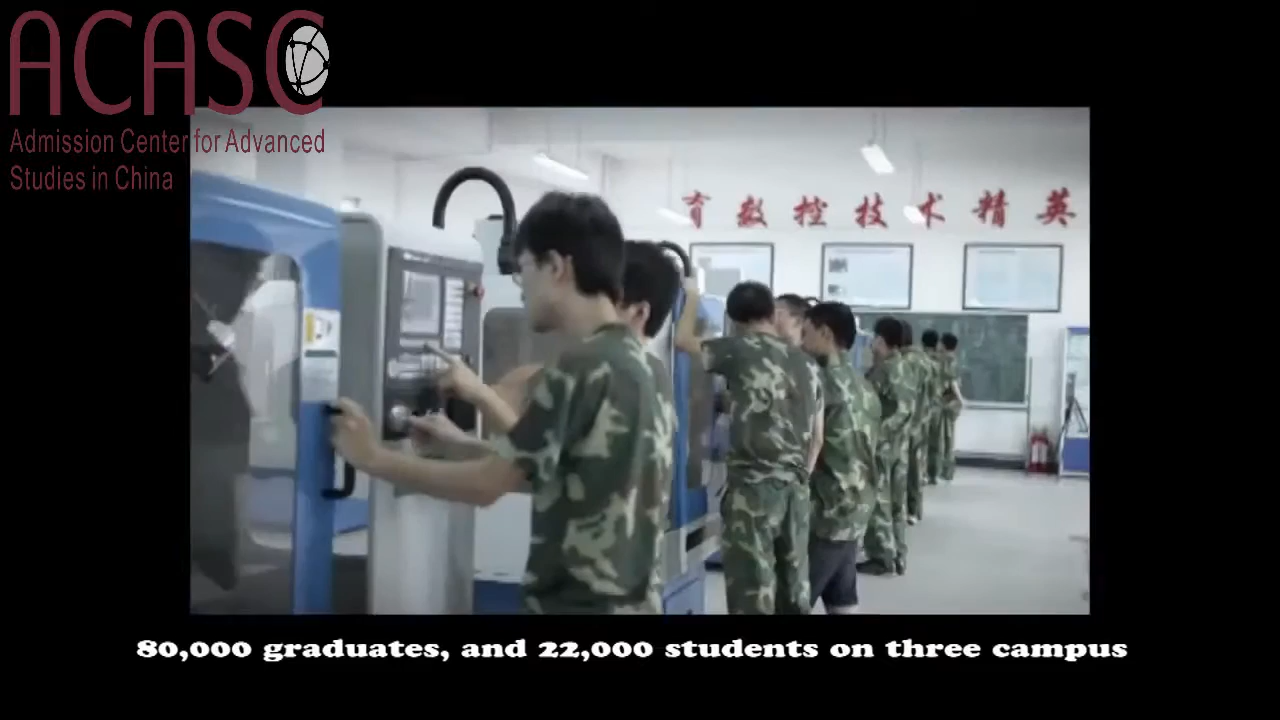 ACASC
Admission Center for Advanced
Studies in China
育数控技术精英
80,000 graduates, and 22,000 students on three campus